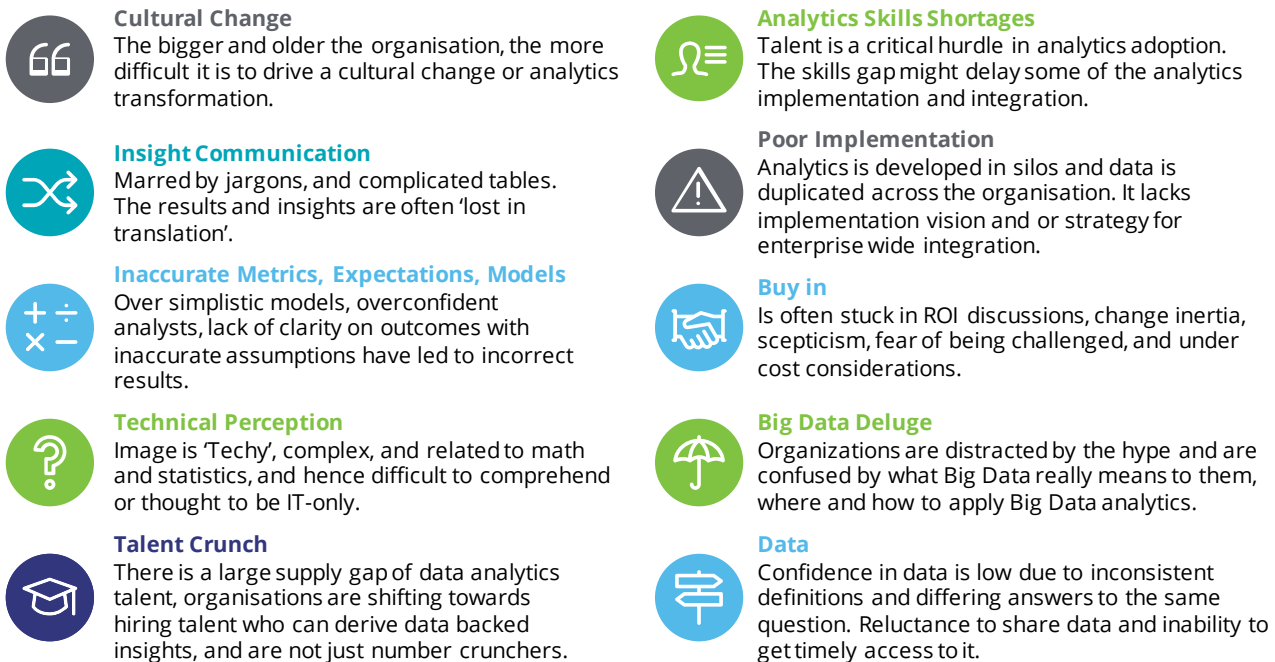 Cultural Change
The bigger and older the organisation, the more
difficult it is to drive a cultural change or analytics
transformation.
Insight Communication
Marred by jargons, and complicated tables.
The results and insights are often ‘lost in
translation’.
Inaccurate Metrics, Expectations, Models
Over simplistic models, overconfident
analysts, lack of clarity on outcomes with
inaccurate assumptions have led to incorrect
results.
Technical Perception
Image is ‘Techy’, complex, and related to math
and statistics, and hence difficult to comprehend
or thought to be IT-only.
Talent Crunch
There is a large supply gap of data analytics
talent, organisations are shifting towards
hiring talent who can derive data backed
insights, and are not just number crunchers.
Analytics Skills Shortages
Talent is a critical hurdle in analytics adoption.
The skills gap might delay some of the analytics
implementation and integration.
Poor Implementation
Analytics is developed in silos and data is
duplicated across the organisation. It lacks
implementation vision and or strategy for
enterprise wide integration.
Buy in
Is often stuck in ROI discussions, change inertia,
scepticism, fear of being challenged, and under
cost considerations.
Big Data Deluge
Organizations are distracted by the hype and are
confused by what Big Data really means to them,
where and how to apply Big Data analytics.
Data
Confidence in data is low due to inconsistent
definitions and differing answers to the same
question. Reluctance to share data and inability to
get timely access to it.